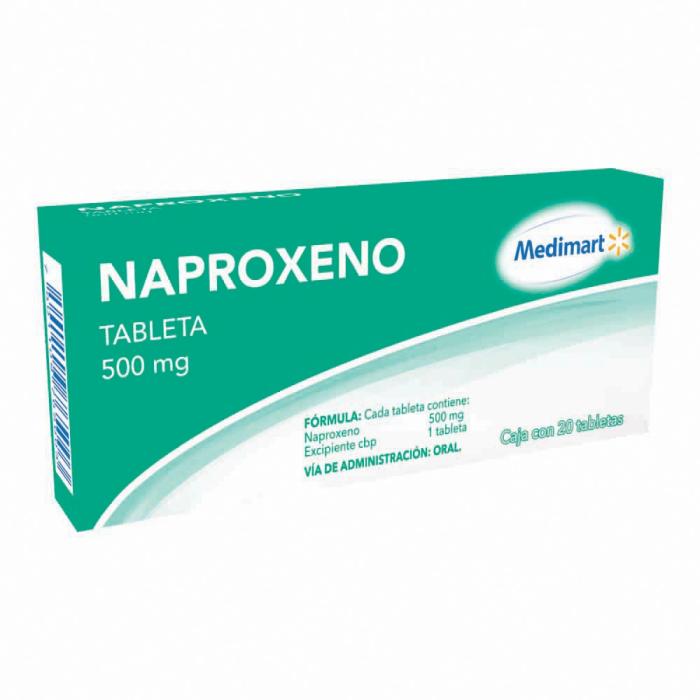 NAPROXENO
NAPROXENO
TABLETA
500 mg
Medimart
FÓRMULA: Cada tableta contiene:
Naproxeno 500 mg
Excipiente cbp 1 tableta
VÍA DE ADMINISTRACIÓN: ORAL.
Caja con 20 tabletas